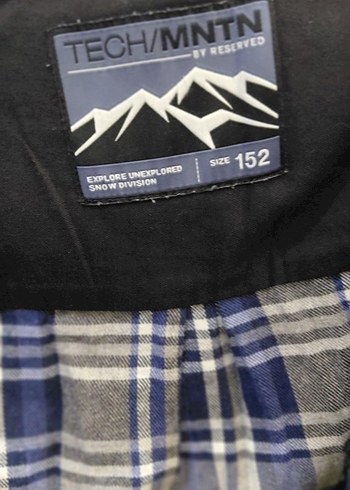 TECH/MNTN
BY RESERVED
EXPLORE UNEXPLORED
SNOW DIVISION
SIZE 152